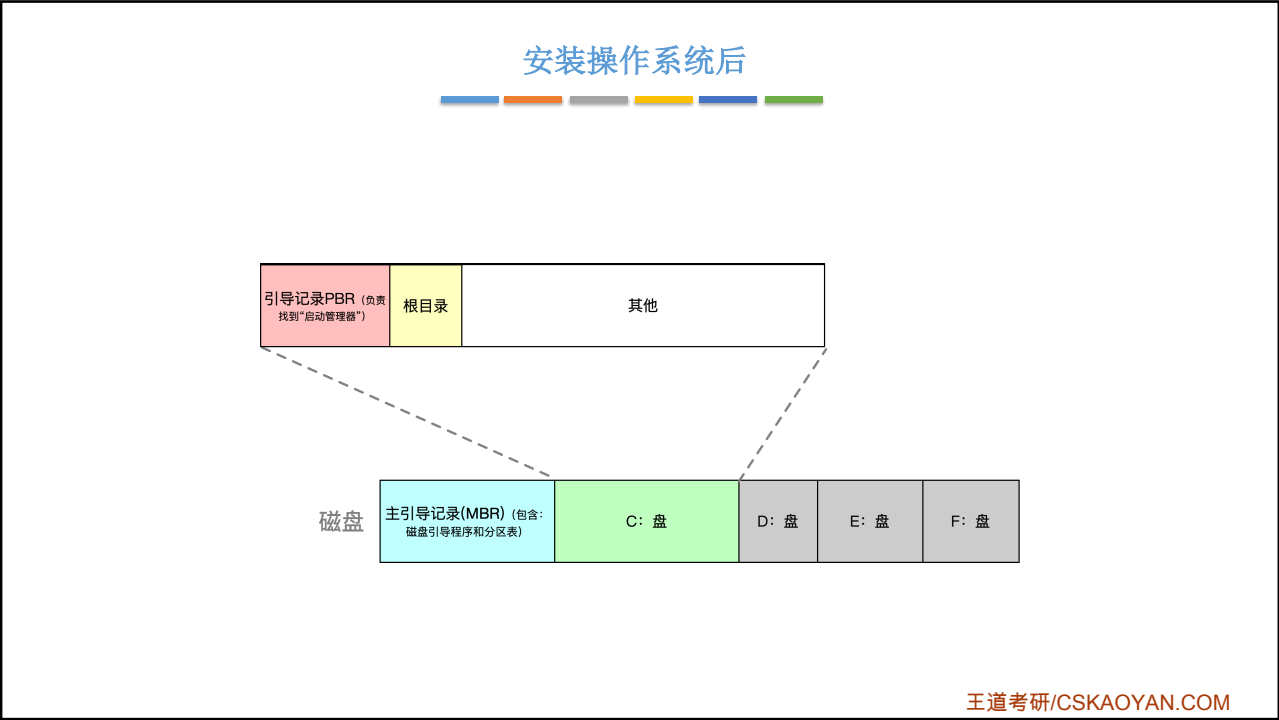 安装操作系统后
引导记录PBR（负责
找到“启动管理器”）
根目录
其他
磁盘
主引导记录(MBR)（包含：
磁盘引导程序和分区表）
C：盘
D：盘
E：盘
F：盘
王道考研/CSKAOYAN.COM